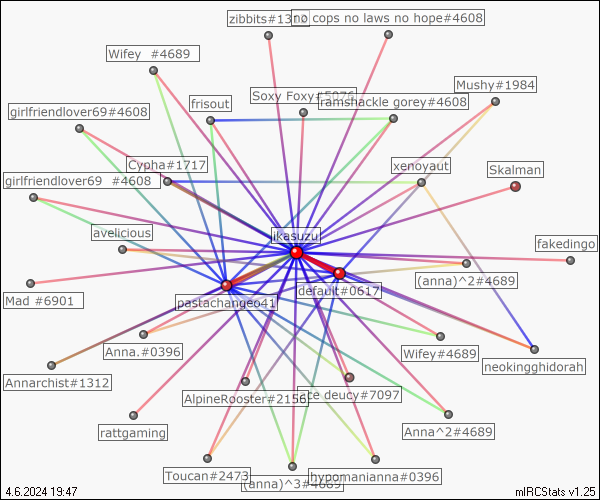 zibbits#1312
no cops no laws no hope#4608
Wifey  #4689
Mushy#1984
Soxy Foxy#5076
ramshackle gorey#4608
frisout
girlfriendlover69#4608
Cypha#1717
xenoyaut
Skalman
girlfriendlover69  #4608
avelicious
ikasuzu
fakedingo
(anna)^2#4689
default#0617
pastachangeo41
Mad #6901
Anna.#0396
Wifey#4689
neokingghidorah
Annarchist#1312
AlpineRooster#2156
deucy#7097
rattgaming
Anna^2#4689
Toucan#2473
(anna)^3#4689
hypomanianna#0396
4.6.2024 19:47
mIRCStats v1.25